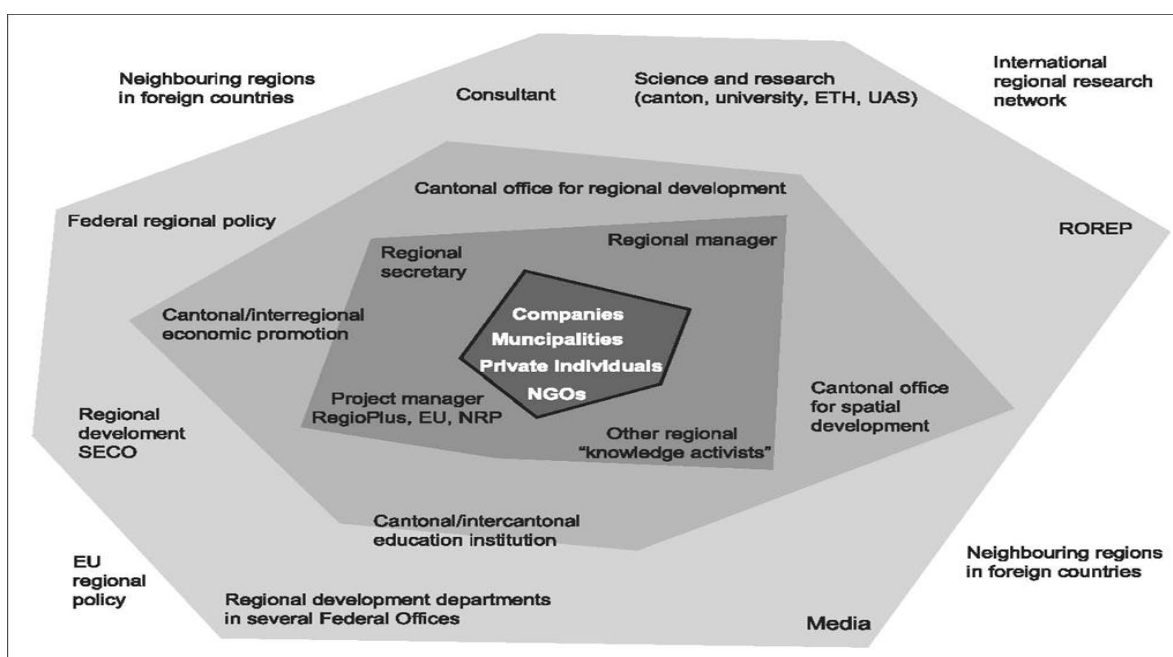 Neighbouring regions
in foreign countries
Consultant
Science and research
(canton, university, ETH, UAS)
International
regional research
network
Cantonal office for regional development
Federal regional policy
ROREP
Regional manager
Regional
secretary
Cantonal/interregional
economic promotion
Companies
Muncipalities
Private Individuals
NGOs
Project manager
RegioPlus, EU, NRP
Cantonal office
for spatial
development
Regional
develoment
SECO
Other regional
“knowledge activists”
Cantonal/intercantonal
education institution
EU
regional
policy
Neighbouring regions
in foreign countries
Regional development departments
in several Federal Offices
Media